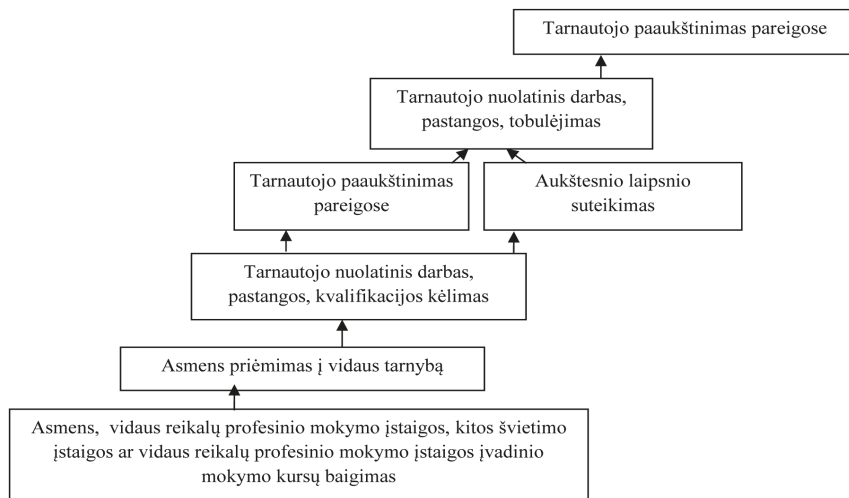 Tarnautojo paaukštinimas pareigose
Tarnautojo nuolatinis darbas,
pastangos, tobulėjimas
Tarnautojo paaukštinimas
pareigose
Aukštesnio laipsnio
suteikimas
Tarnautojo nuolatinis darbas,
pastangos, kvalifikacijos kėlimas
Asmens priėmimas į vidaus tarnybą
Asmens, vidaus reikalų profesinio mokymo įstaigos, kitos švietimo
įstaigos ar vidaus reikalų profesinio mokymo įstaigos įvadinio
mokymo kursų baigimas